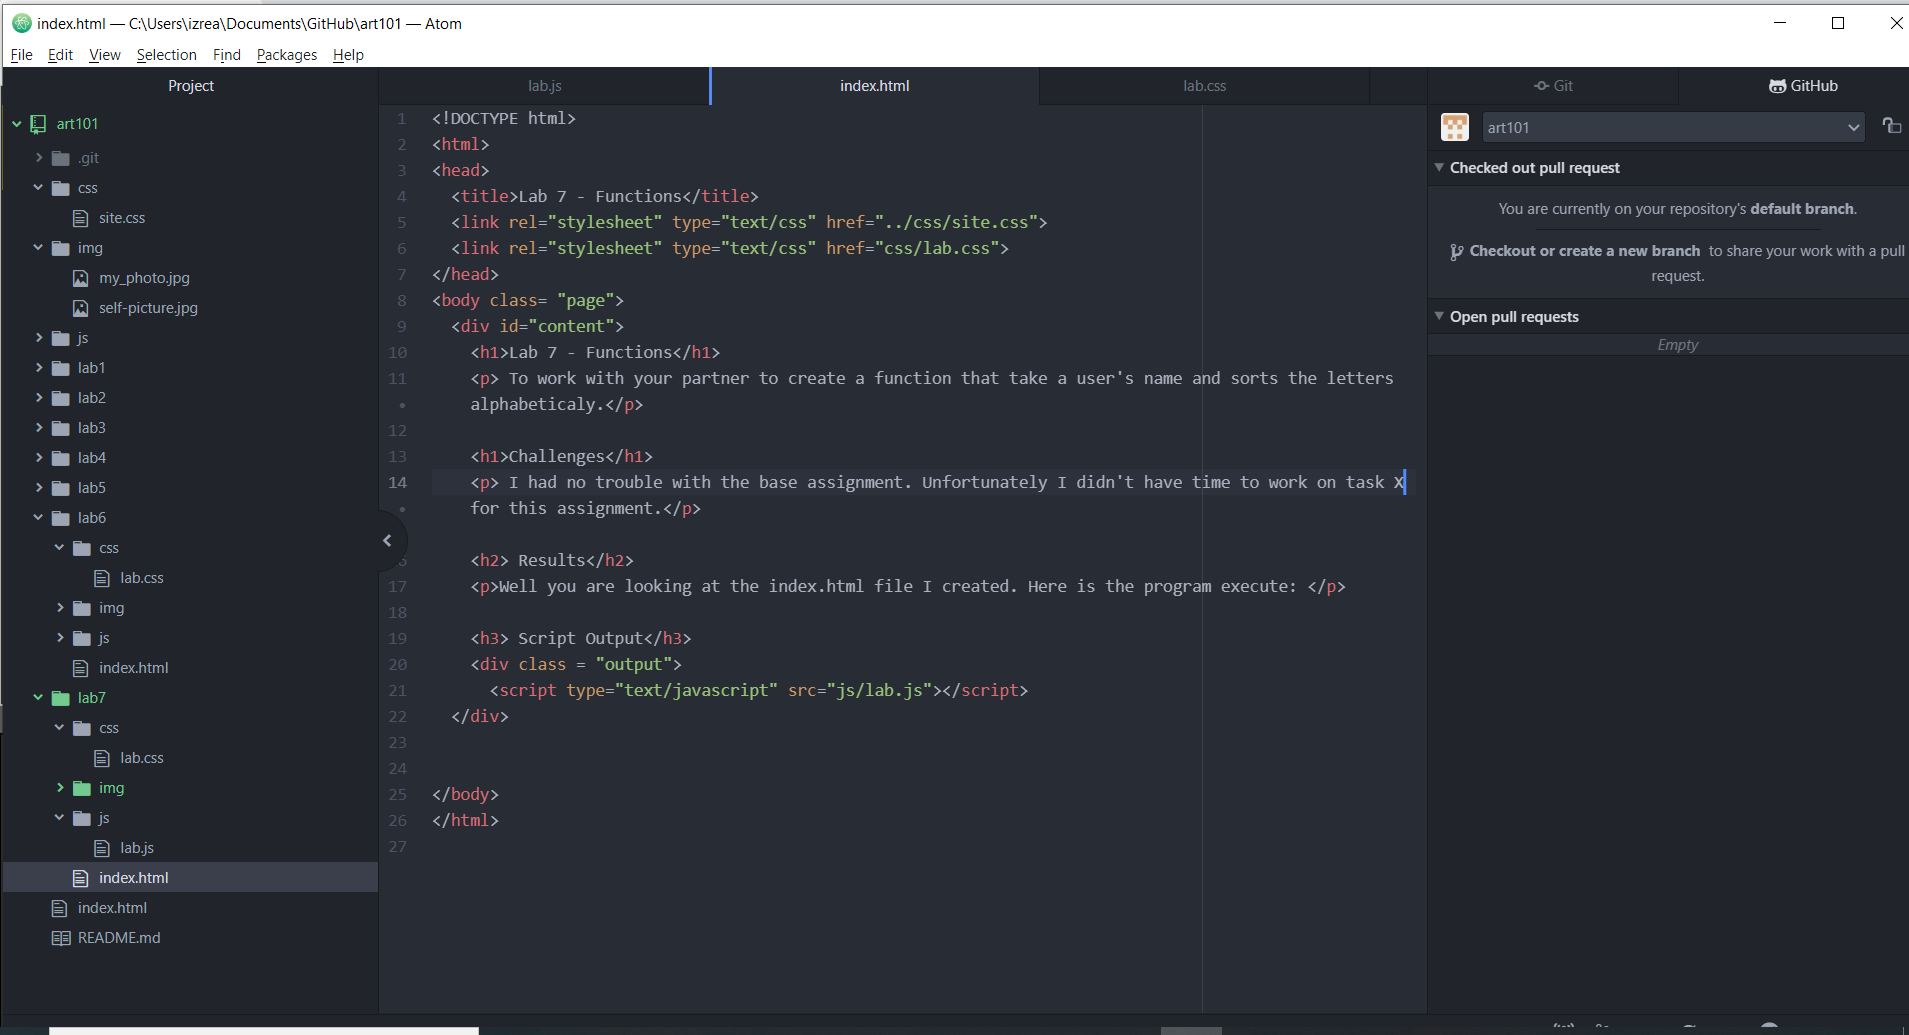 index.html — C:\Users\izrea\Documents\GitHub\art101 — Atom
File Edit View Selection Find Packages Help
Project
art101
.git
css
site.css
img
my_photo.jpg
self-picture.jpg
js
lab1
lab2
lab3
lab4
lab5
lab6
css
lab.css
img
js
index.html
lab7
css
lab.css
img
js
lab.js
index.html
index.html
README.md
lab.js index.html lab.css
1 <!DOCTYPE html>
2 <html>
3 <head>
4 <title>Lab 7 - Functions</title>
5 <link rel="stylesheet" type="text/css" href="../css/site.css">
6 <link rel="stylesheet" type="text/css" href="css/lab.css">
7 </head>
8 <body class= "page">
9 <div id="content">
10 <h1>Lab 7 - Functions</h1>
11 <p> To work with your partner to create a function that take a user's name and sorts the letters
• alphabeticaly.</p>
12
13 <h1>Challenges</h1>
14 <p> I had no trouble with the base assignment. Unfortunately I didn't have time to work on task X
• for this assignment.</p>
<h2> Results</h2>
17 <p>Well you are looking at the index.html file I created. Here is the program execute: </p>
18
19 <h3> Script Output</h3>
20 <div class = "output">
21 <script type="text/javascript" src="js/lab.js"></script>
22 </div>
23
24
25 </body>
26 </html>
27
Git GitHub
art101
Checked out pull request
You are currently on your repository's default branch.
Checkout or create a new branch to share your work with a pull
request.
Open pull requests
Empty